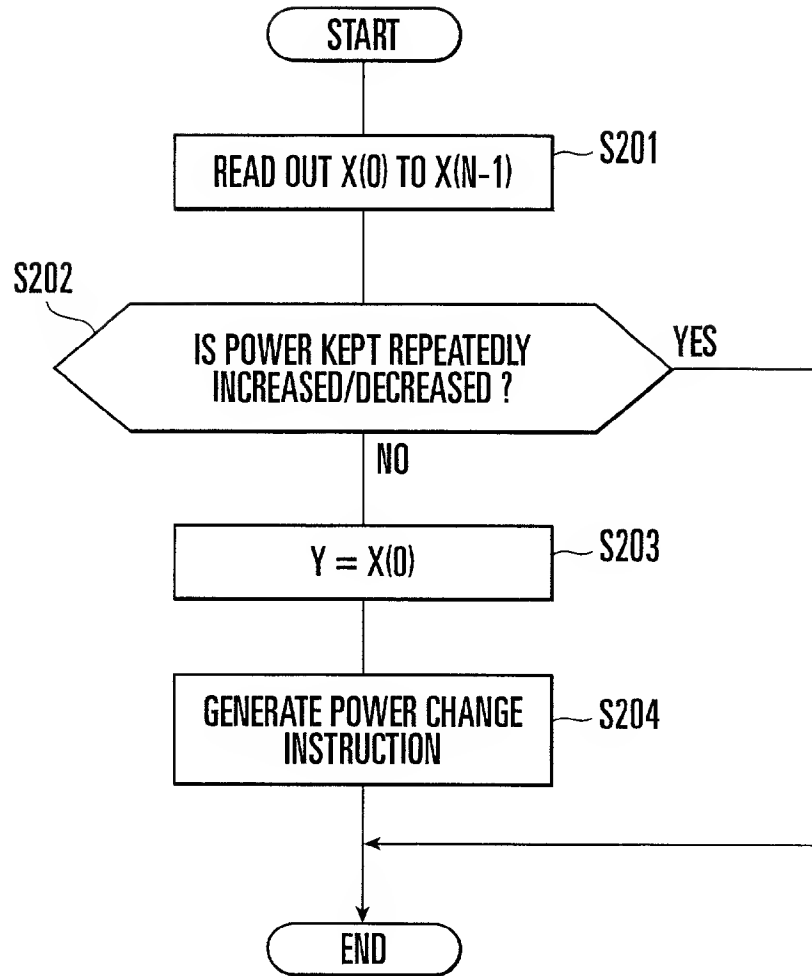 START
READ OUT X(0) TO X(N-1)
S201
S202
IS POWER KEPT REPEATEDLY
INCREASED/DECREASED ?
YES
NO
Y = X(0)
S203
GENERATE POWER CHANGE
INSTRUCTION
S204
END